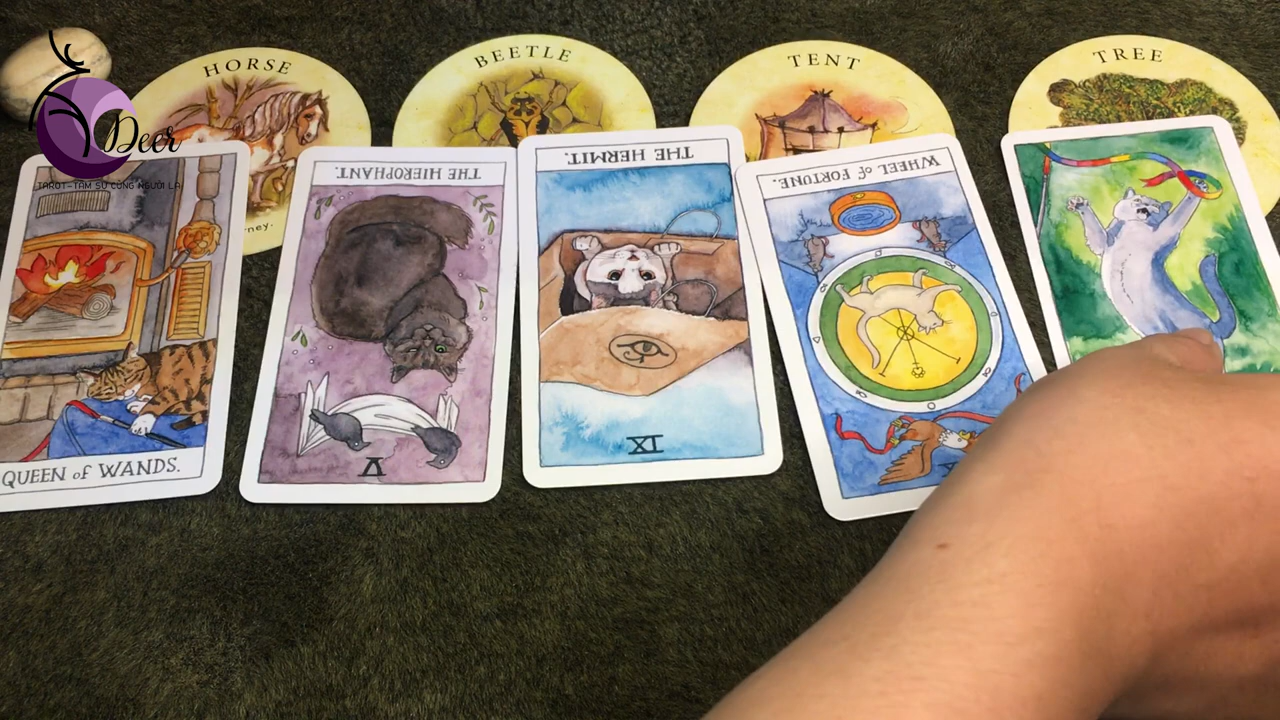 HORSE
BEETLE
TENT
TREE
Deer
TAROT-TÂM SỰ CÙNG NGƯỜI LẠ
ney.
QUEEN of WANDS.
THE HIEROPHANT.
V
THE HERMIT.
IX
WHEEL of FORTUNE.